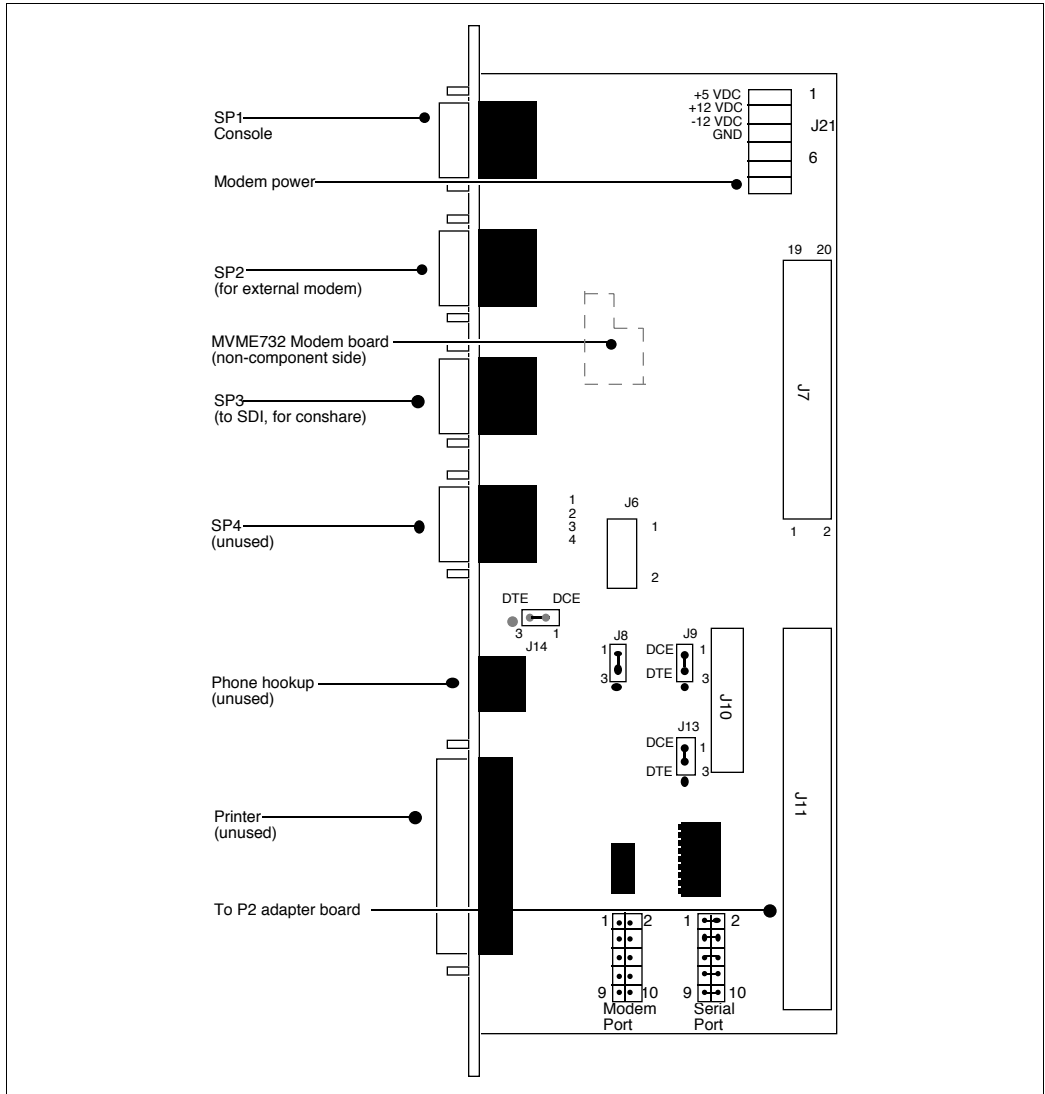 SP1
Console
Modem power
SP2
(for external modem)
MVME732 Modem board
(non-component side)
SP3
(to SDI, for conshare)
SP4
(unused)
Phone hookup
(unused)
Printer
(unused)
To P2 adapter board
+5 VDC
+12 VDC
-12 VDC
GND
1
J21
6
19 20
J7
1 2
1
2
3
4
J6
1
2
DTE DCE
3 1
J14
J8
1
3
J9
DCE 1
DTE 3
J10
J13
DCE 1
DTE 3
J11
1 2
9 10
Modem
Port
1 2
9 10
Serial
Port